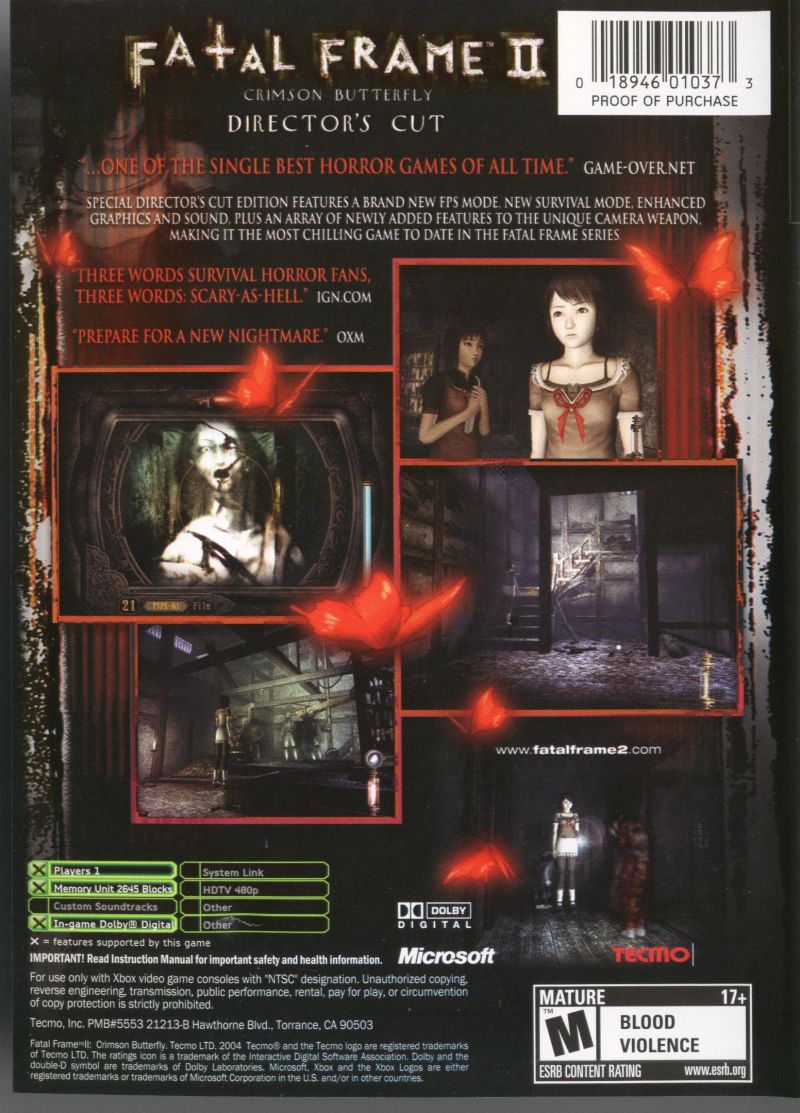 FATAL FRAME™ II
CRIMSON BUTTERFLY
DIRECTOR'S CUT
0 18946 01037 3
PROOF OF PURCHASE
"...ONE OF THE SINGLE BEST HORROR GAMES OF ALL TIME." GAME-OVER.NET
SPECIAL DIRECTOR'S CUT EDITION FEATURES A BRAND NEW FPS MODE, NEW SURVIVAL MODE, ENHANCED
GRAPHICS AND SOUND, PLUS AN ARRAY OF NEWLY ADDED FEATURES TO THE UNIQUE CAMERA WEAPON,
MAKING IT THE MOST CHILLING GAME TO DATE IN THE FATAL FRAME SERIES.
"THREE WORDS SURVIVAL HORROR FANS,
THREE WORDS: SCARY-AS-HELL." IGN.COM
"PREPARE FOR A NEW NIGHTMARE." OXM
21 TYPE-61 Film
www.fatalframe2.com
Players 1
Memory Unit 2645 Blocks
Custom Soundtracks
In-game Dolby® Digital
System Link
HDTV 480p
Other
Other
X = features supported by this game
IMPORTANT! Read Instruction Manual for important safety and health information.
For use only with Xbox video game consoles with "NTSC" designation. Unauthorized copying,
reverse engineering, transmission, public performance, rental, pay for play, or circumvention
of copy protection is strictly prohibited.
Tecmo, Inc. PMB#5553 21213-B Hawthorne Blvd., Torrance, CA 90503
Fatal Frame™II: Crimson Butterfly. Tecmo LTD. 2004 Tecmo® and the Tecmo logo are registered trademarks
of Tecmo LTD. The ratings icon is a trademark of the Interactive Digital Software Association. Dolby and the
double-D symbol are trademarks of Dolby Laboratories. Microsoft, Xbox and the Xbox Logos are either
registered trademarks or trademarks of Microsoft Corporation in the U.S. and/or in other countries.
DOLBY
DIGITAL
Microsoft
TECMO
MATURE 17+
™
M
BLOOD
VIOLENCE
ESRB CONTENT RATING www.esrb.org